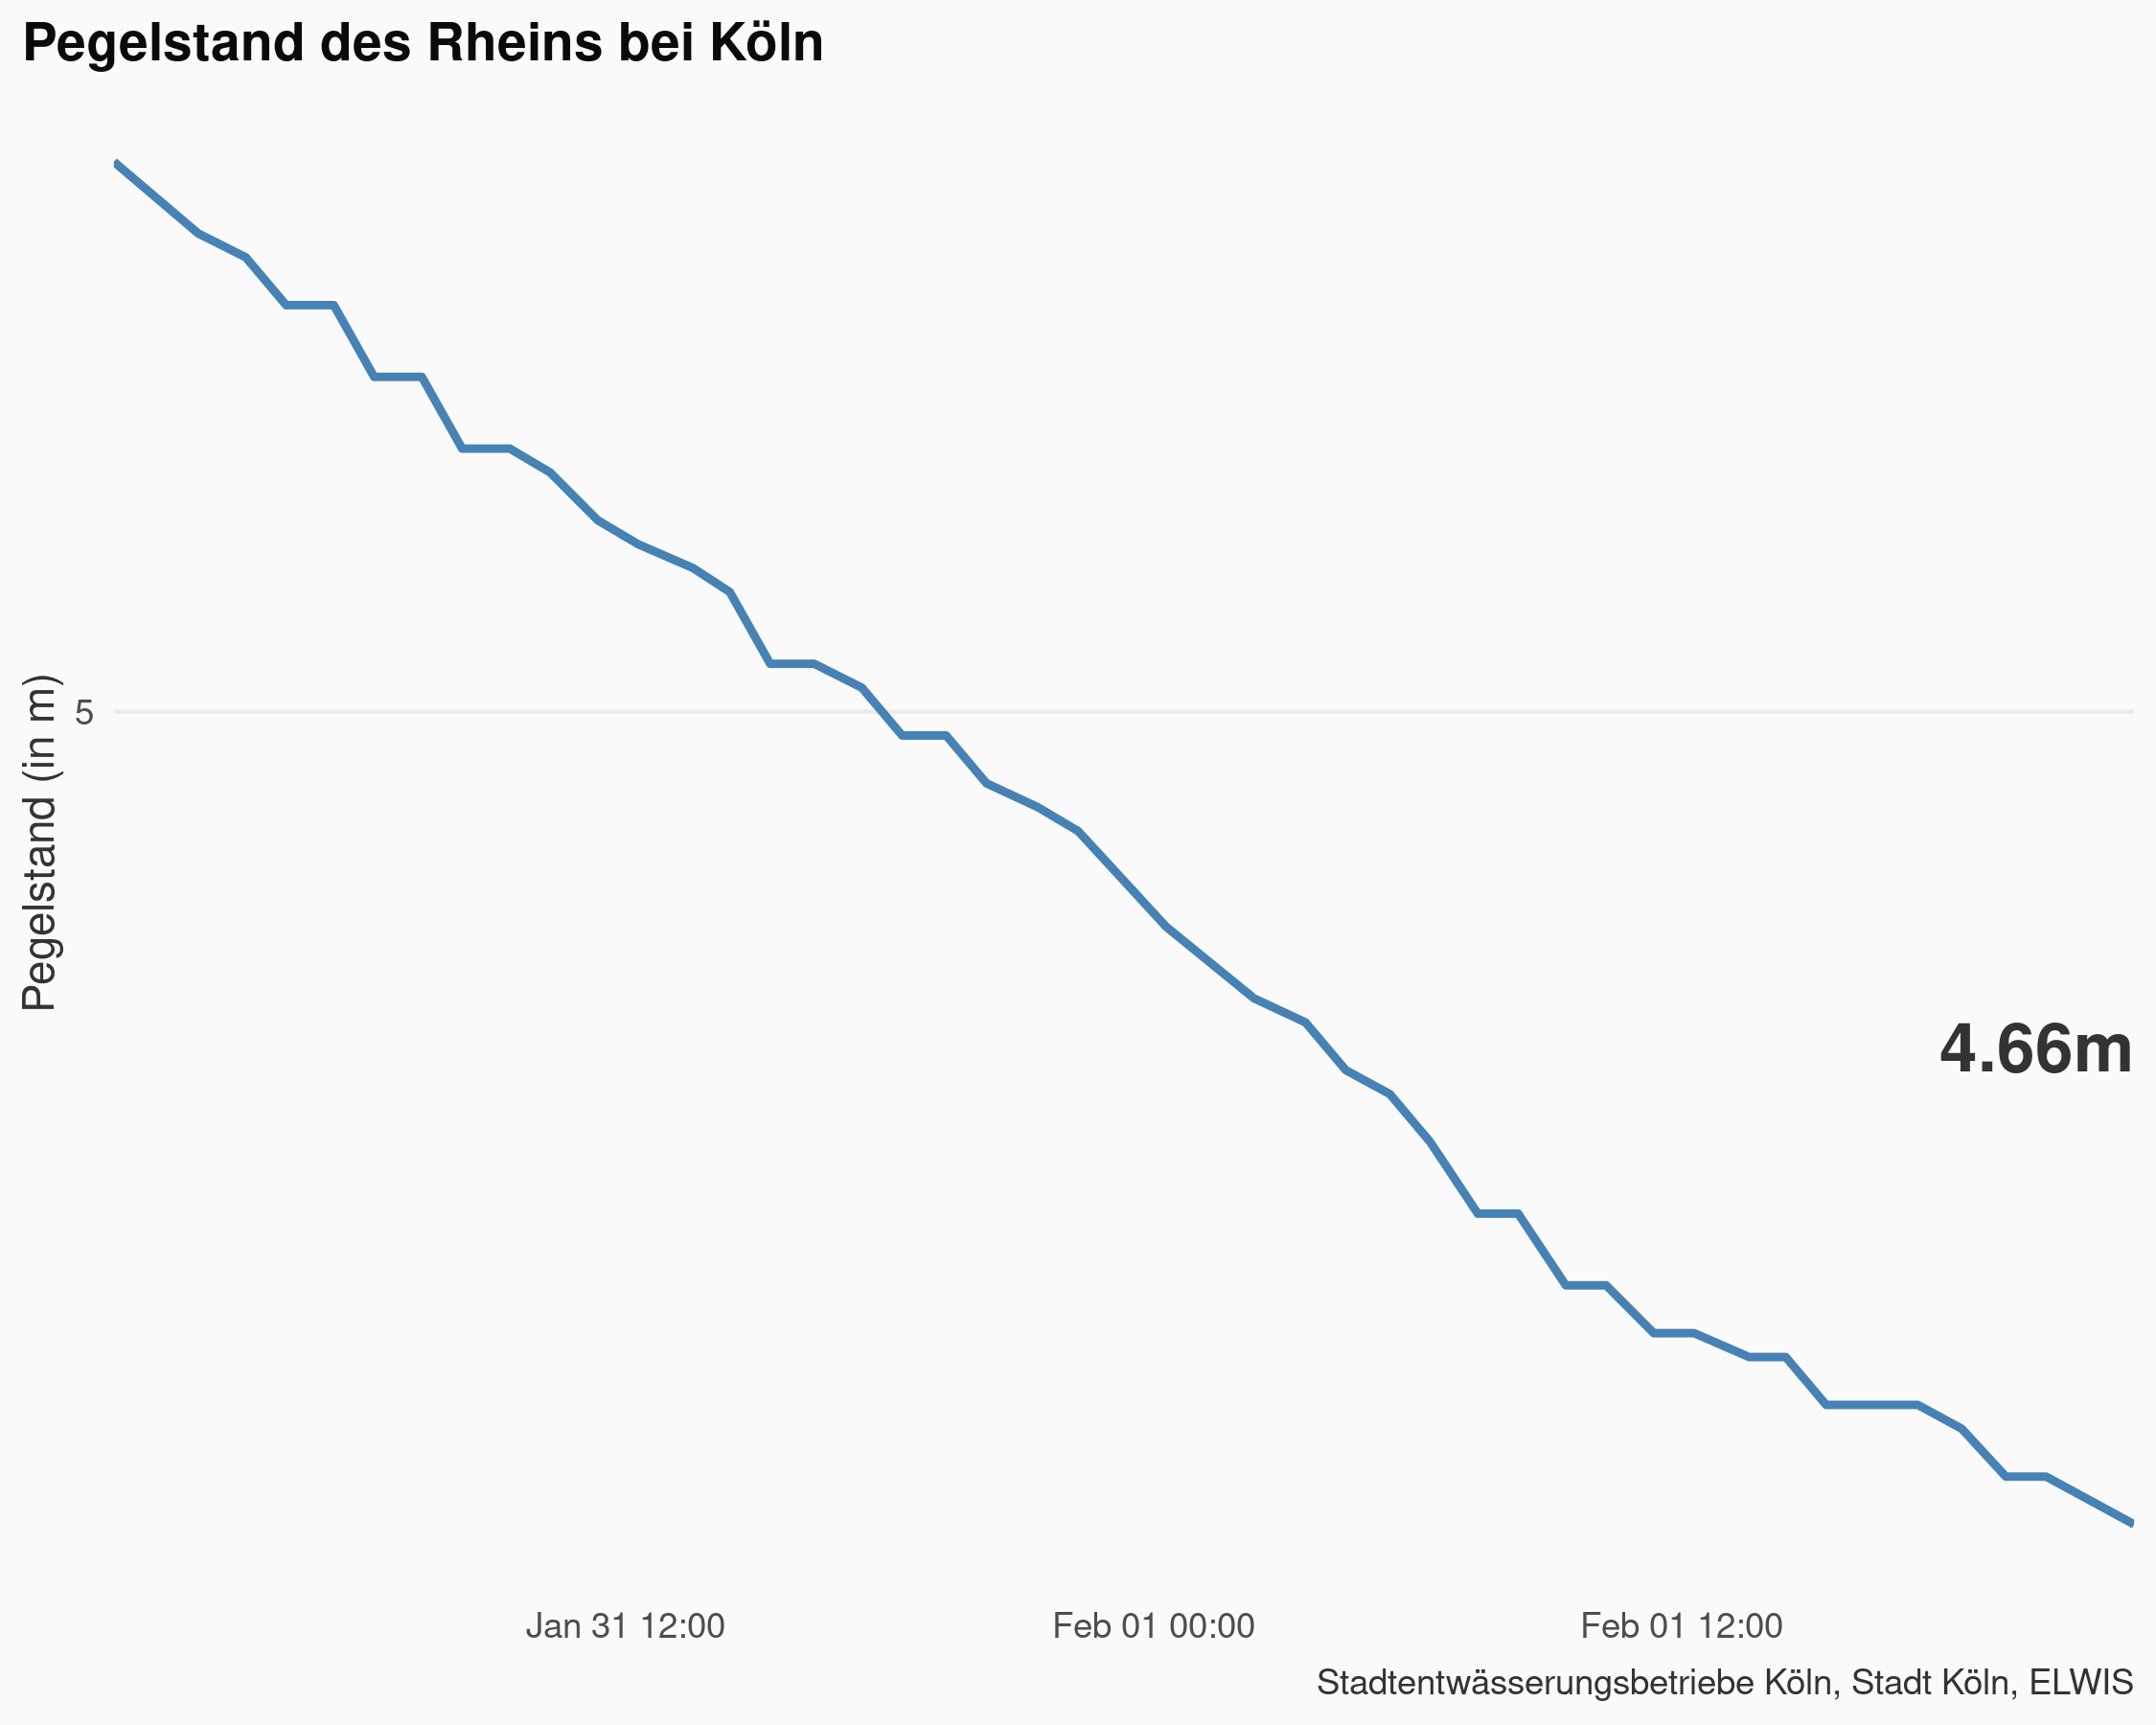 Pegelstand des Rheins bei Köln
Pegelstand (in m)
5
4.66m
Jan 31 12:00
Feb 01 00:00
Feb 01 12:00
Stadtentwässerungsbetriebe Köln, Stadt Köln, ELWIS